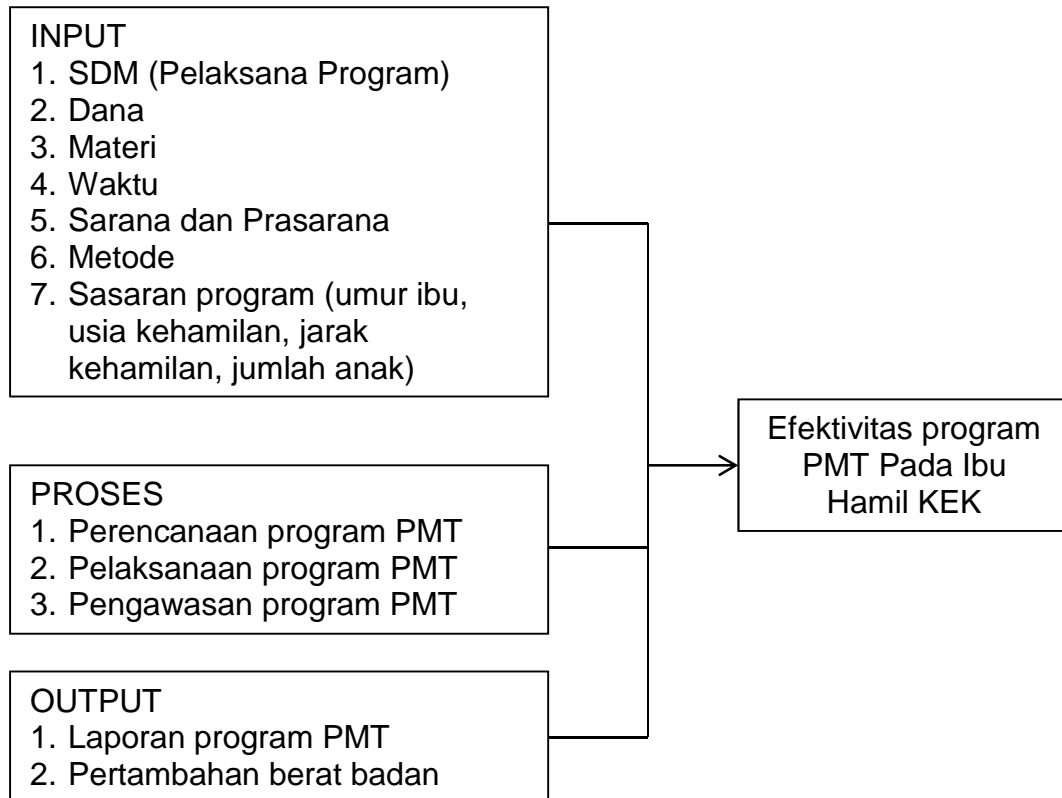 INPUT
1. SDM (Pelaksana Program)
2. Dana
3. Materi
4. Waktu
5. Sarana dan Prasarana
6. Metode
7. Sasaran program (umur ibu,
usia kehamilan, jarak
kehamilan, jumlah anak)
PROSES
1. Perencanaan program PMT
2. Pelaksanaan program PMT
3. Pengawasan program PMT
OUTPUT
1. Laporan program PMT
2. Pertambahan berat badan
Efektivitas program
PMT Pada Ibu
Hamil KEK